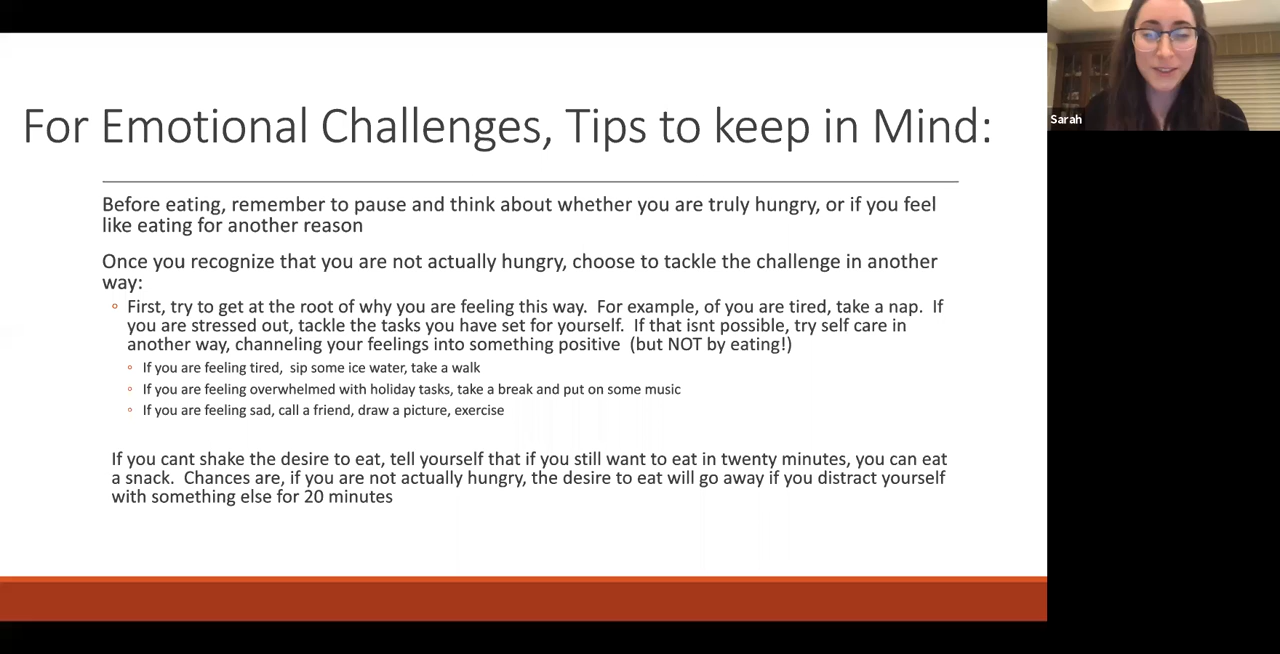 For Emotional Challenges, Tips to keep in Mind:
Before eating, remember to pause and think about whether you are truly hungry, or if you feel
like eating for another reason
Once you recognize that you are not actually hungry, choose to tackle the challenge in another
way:
◦ First, try to get at the root of why you are feeling this way.  For example, of you are tired, take a nap.  If
you are stressed out, tackle the tasks you have set for yourself.  If that isnt possible, try self care in
another way, channeling your feelings into something positive  (but NOT by eating!)
◦ If you are feeling tired,  sip some ice water, take a walk
◦ If you are feeling overwhelmed with holiday tasks, take a break and put on some music
◦ If you are feeling sad, call a friend, draw a picture, exercise
If you cant shake the desire to eat, tell yourself that if you still want to eat in twenty minutes, you can eat
a snack.  Chances are, if you are not actually hungry, the desire to eat will go away if you distract yourself
with something else for 20 minutes
Sarah